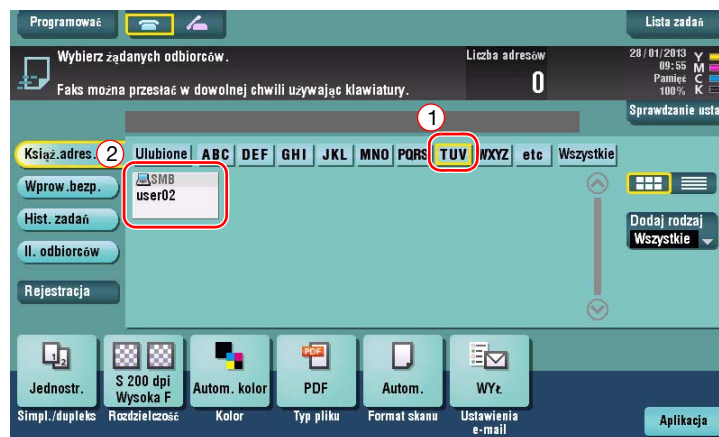 Programować
Lista zadań
Wybierz żądanych odbiorców.
Liczba adresów
0
Faks można przesłać w dowolnej chwili używając klawiatury.
28/01/2013
09:55
Pamięć
100%
Y
M
C
K
Sprawdzanie usta
1
Książ.adres.
2
Ulubione ABC DEF GHI JKL MNO PQRS TUV WXYZ etc Wszystkie
SMB
user02
Wprow.bezp.
Hist. zadań
Il. odbiorców
Rejestracja
Dodaj rodzaj
Wszystkie
1 2
Jednostr.
S 200 dpi
Wysoka F
Autom. kolor
PDF
PDF
Autom.
WYŁ.
Simpl./dupleks
Rozdzielczość
Kolor
Typ pliku
Format skanu
Ustawienia
e-mail
Aplikacja